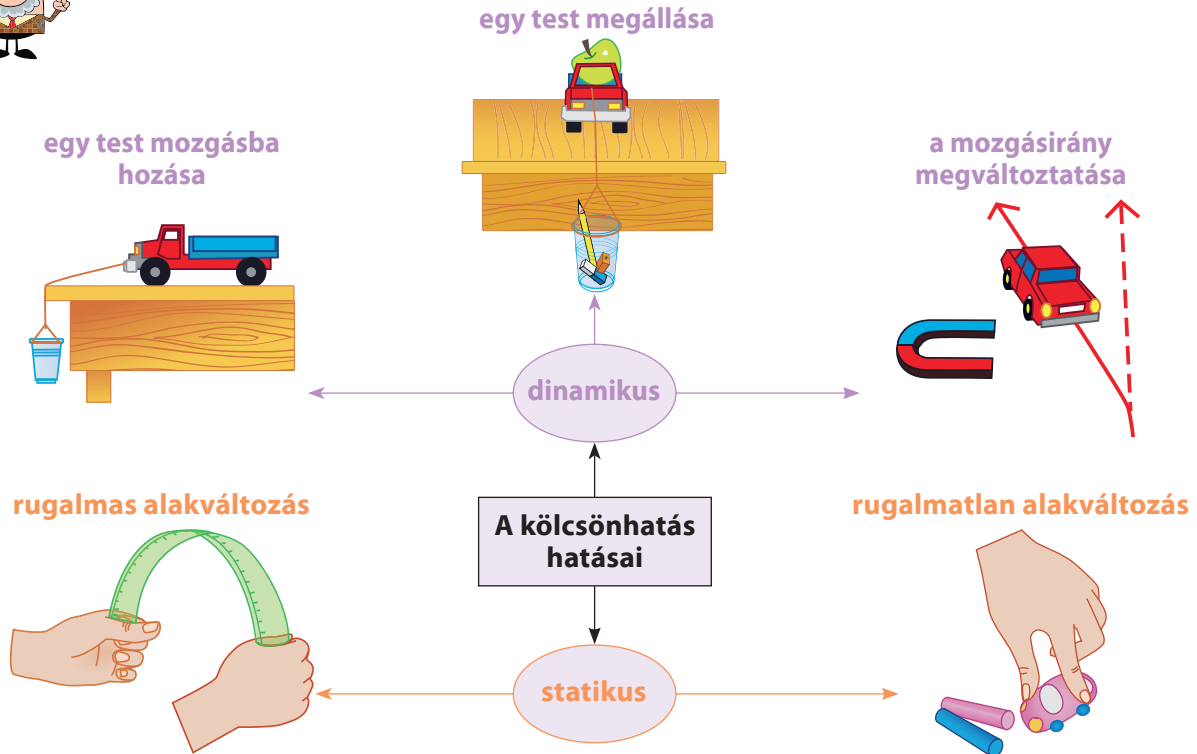 egy test megállása
egy test mozgásba
hozása
a mozgásirány
megváltoztatása
dinamikus
rugalmas alakváltozás
A kölcsönhatás
hatásai
rugalmatlan alakváltozás
statikus